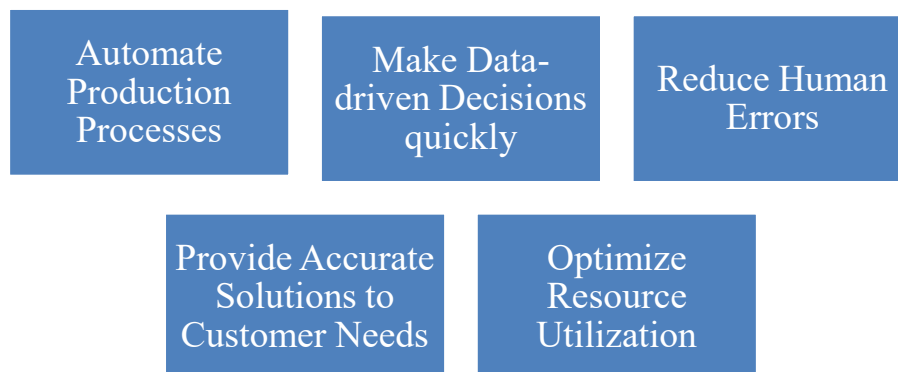 Automate
Production
Processes
Make Data-
driven Decisions
quickly
Reduce Human
Errors
Provide Accurate
Solutions to
Customer Needs
Optimize
Resource
Utilization